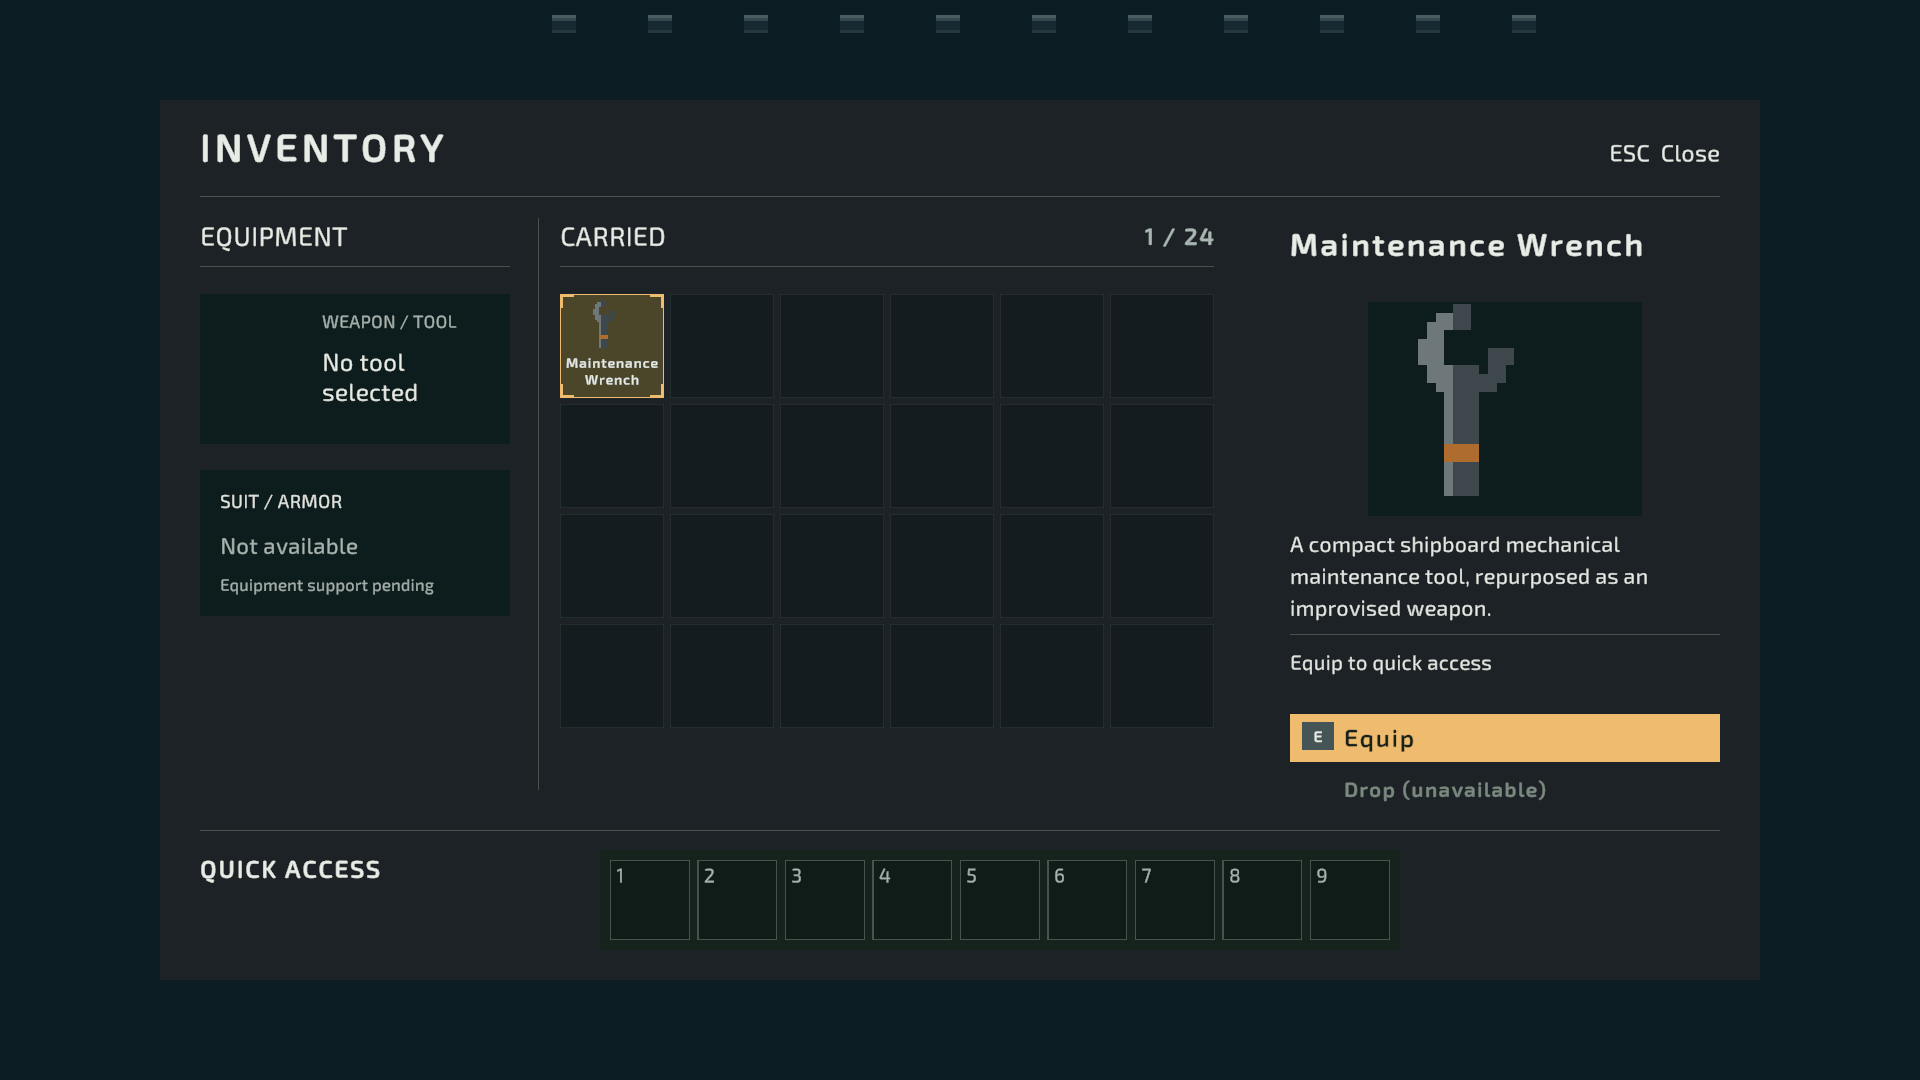 INVENTORY
ESC Close
EQUIPMENT
WEAPON / TOOL
No tool
selected
SUIT / ARMOR
Not available
Equipment support pending
CARRIED
1 / 24
Maintenance
Wrench
Maintenance Wrench
A compact shipboard mechanical
maintenance tool, repurposed as an
improvised weapon.
Equip to quick access
E Equip
Drop (unavailable)
QUICK ACCESS
1 2 3 4 5 6 7 8 9